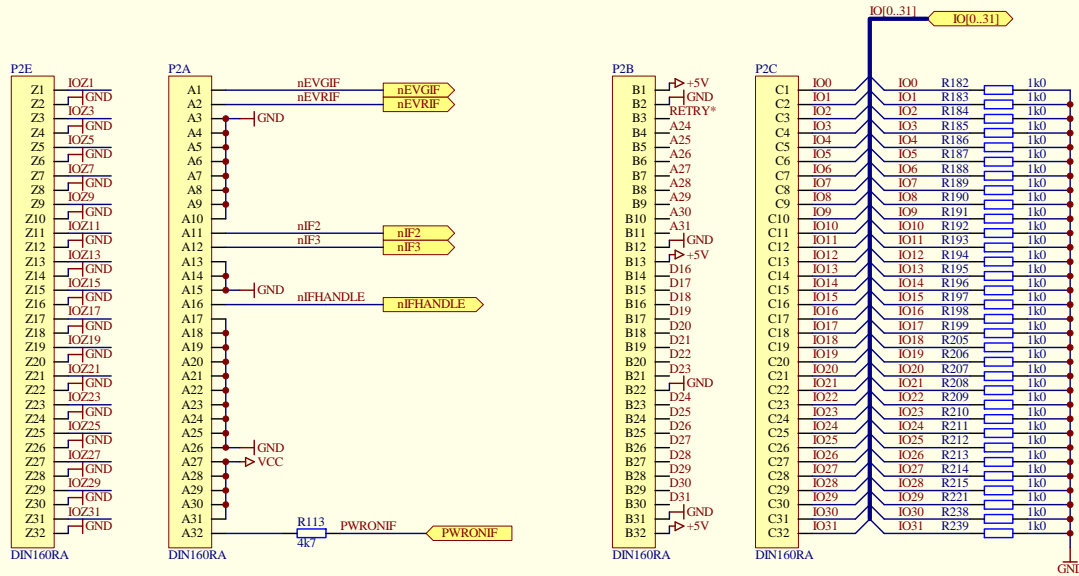 IO[0..31] IO[0..31]
P2E
Z1 IOZ1
Z2 GND
Z3 IOZ3
Z4 GND
Z5 IOZ5
Z6 GND
Z7 IOZ7
Z8 GND
Z9 IOZ9
Z10 GND
Z11 IOZ11
Z12 GND
Z13 IOZ13
Z14 GND
Z15 IOZ15
Z16 GND
Z17 IOZ17
Z18 GND
Z19 IOZ19
Z20 GND
Z21 IOZ21
Z22 GND
Z23 IOZ23
Z24 GND
Z25 IOZ25
Z26 GND
Z27 IOZ27
Z28 GND
Z29 IOZ29
Z30 GND
Z31 IOZ31
Z32 GND
DIN160RA
P2A
A1 nEVGIF nEVGIF
A2 nEVRIF nEVRIF
A3 GND
A4
A5
A6
A7
A8
A9
A10
A11 nIF2 nIF2
A12 nIF3 nIF3
A13
A14
A15 GND
A16 nIFHANDLE nIFHANDLE
A17
A18
A19
A20
A21
A22
A23
A24
A25
A26 GND
A27 VCC
A28
A29
A30
A31
A32 R113 4k7 PWRONIF PWRONIF
DIN160RA
P2B
B1 +5V
B2 GND
B3 RETRY*
B4 A24
B5 A25
B6 A26
B7 A27
B8 A28
B9 A29
B10 A30
B11 A31
B12 GND
B13 +5V
B14 D16
B15 D17
B16 D18
B17 D19
B18 D20
B19 D21
B20 D22
B21 D23
B22 GND
B23 D24
B24 D25
B25 D26
B26 D27
B27 D28
B28 D29
B29 D30
B30 D31
B31 GND
B32 +5V
DIN160RA
P2C
C1 IO0 IO0 R182 1k0
C2 IO1 IO1 R183 1k0
C3 IO2 IO2 R184 1k0
C4 IO3 IO3 R185 1k0
C5 IO4 IO4 R186 1k0
C6 IO5 IO5 R187 1k0
C7 IO6 IO6 R188 1k0
C8 IO7 IO7 R189 1k0
C9 IO8 IO8 R190 1k0
C10 IO9 IO9 R191 1k0
C11 IO10 IO10 R192 1k0
C12 IO11 IO11 R193 1k0
C13 IO12 IO12 R194 1k0
C14 IO13 IO13 R195 1k0
C15 IO14 IO14 R196 1k0
C16 IO15 IO15 R197 1k0
C17 IO16 IO16 R198 1k0
C18 IO17 IO17 R199 1k0
C19 IO18 IO18 R205 1k0
C20 IO19 IO19 R206 1k0
C21 IO20 IO20 R207 1k0
C22 IO21 IO21 R208 1k0
C23 IO22 IO22 R209 1k0
C24 IO23 IO23 R210 1k0
C25 IO24 IO24 R211 1k0
C26 IO25 IO25 R212 1k0
C27 IO26 IO26 R213 1k0
C28 IO27 IO27 R214 1k0
C29 IO28 IO28 R215 1k0
C30 IO29 IO29 R221 1k0
C31 IO30 IO30 R238 1k0
C32 IO31 IO31 R239 1k0
DIN160RA
GND